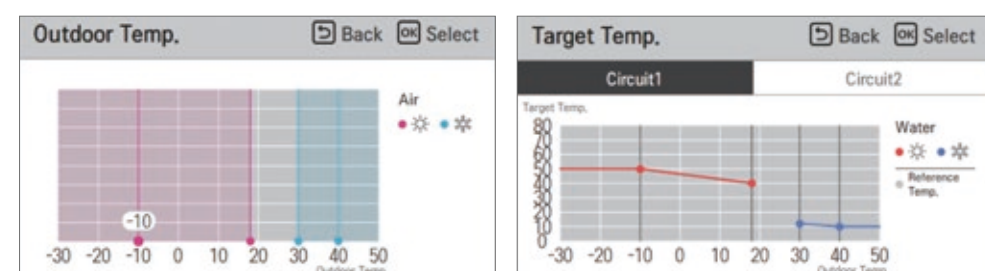 Outdoor Temp. Back OK Select
Air
-10
-30 -20 -10 0 10 20 30 40 50
Outdoor Temp.
Target Temp. Back OK Select
Circuit1 Circuit2
Target Temp.
80
70
60
50
40
30
20
10
0
Water
Reference
Temp.
-30 -20 -10 0 10 20 30 40 50
Outdoor Temp.